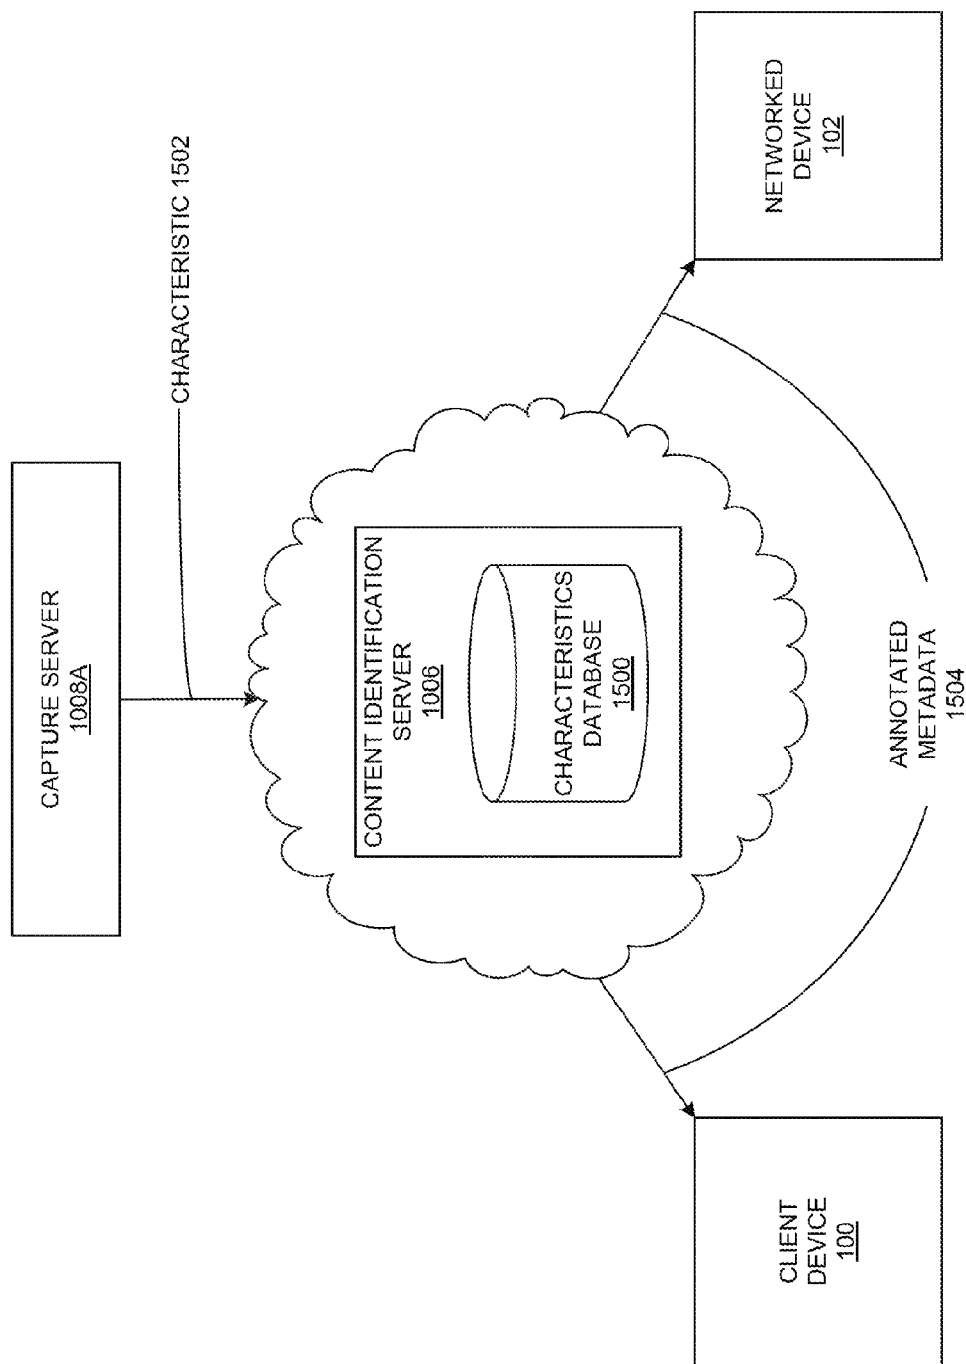 CAPTURE SERVER
1008A
CHARACTERISTIC 1502
CONTENT IDENTIFICATION
SERVER
1006
CHARACTERISTICS
DATABASE
1500
CLIENT
DEVICE
100
NETWORKED
DEVICE
102
ANNOTATED
METADATA
1504